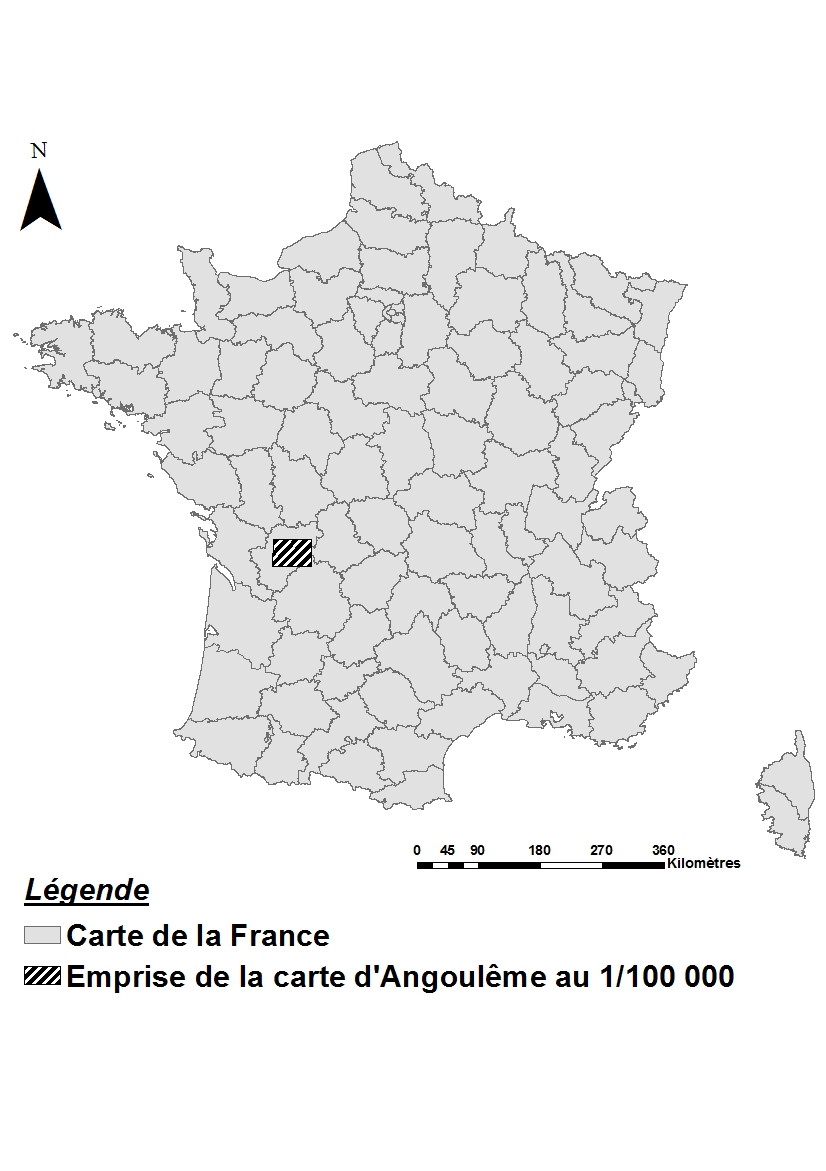 N
0 45 90 180 270 360
Kilomètres
Légende
Carte de la France
Emprise de la carte d'Angoulême au 1/100 000